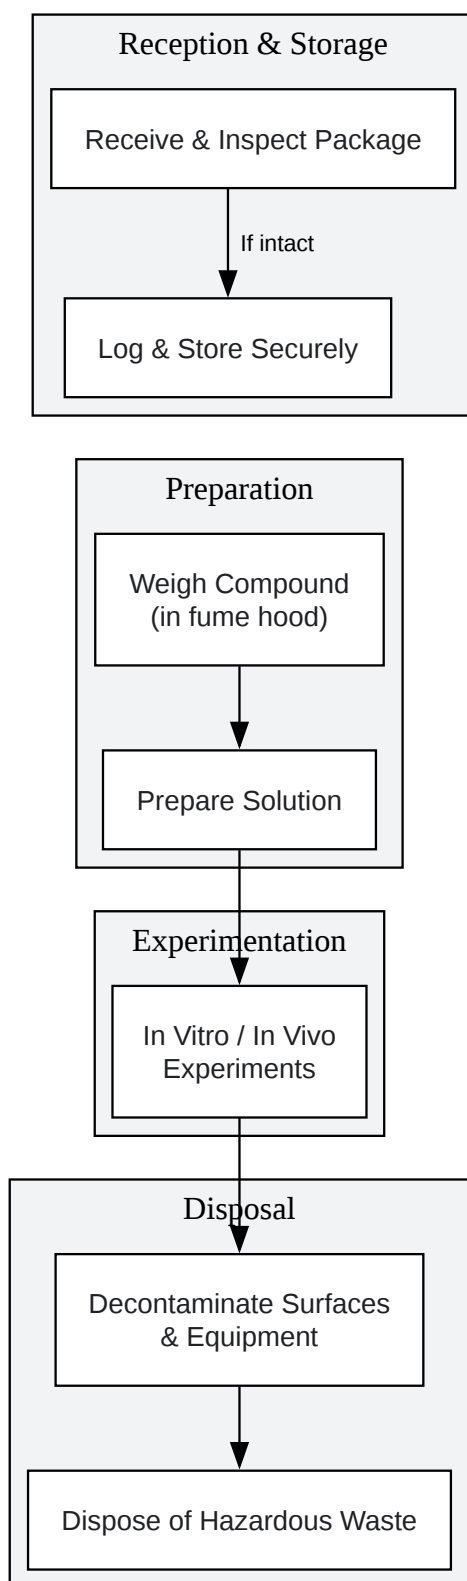 Reception & Storage
Receive & Inspect Package
If intact
Log & Store Securely
Preparation
Weigh Compound
(in fume hood)
Prepare Solution
Experimentation
In Vitro / In Vivo
Experiments
Disposal
Decontaminate Surfaces
& Equipment
Dispose of Hazardous Waste